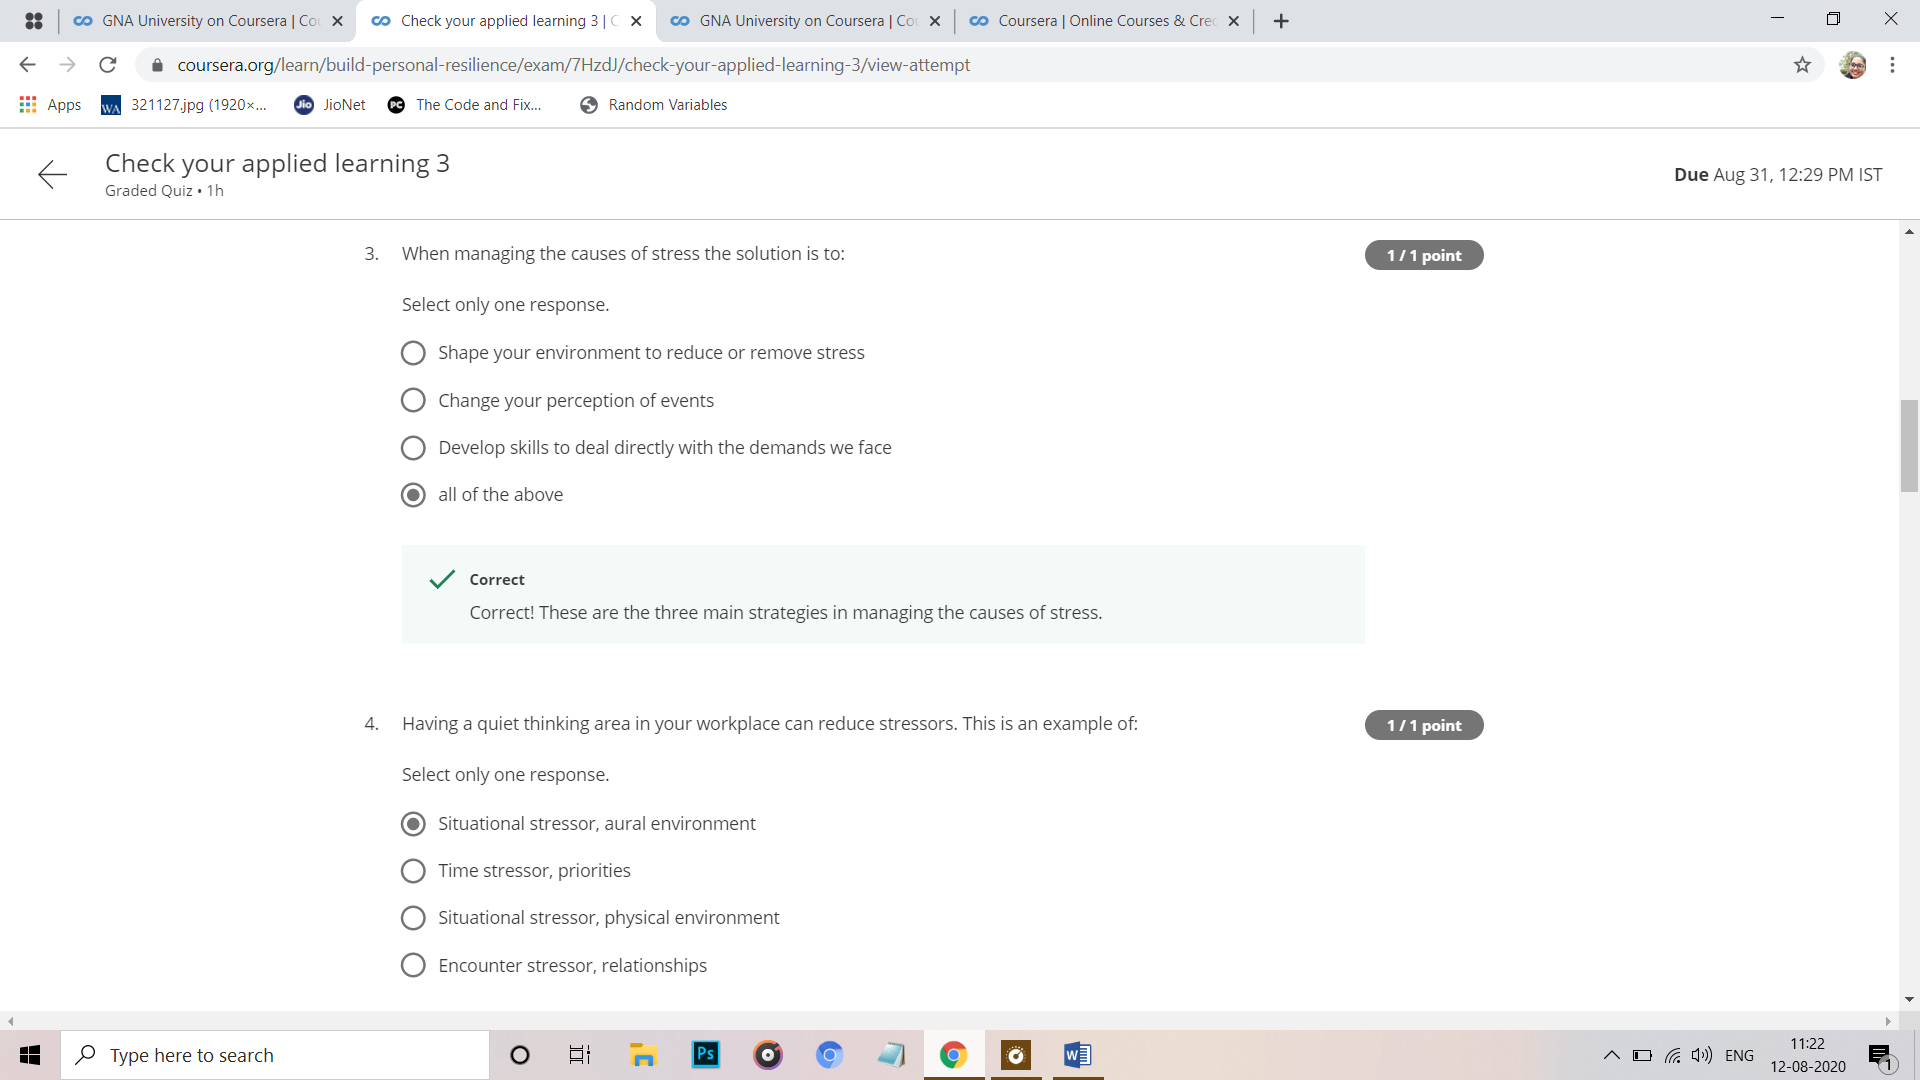 GNA University on Coursera | Cou
Check your applied learning 3 | C
GNA University on Coursera | Cou
Coursera | Online Courses & Cred
coursera.org/learn/build-personal-resilience/exam/7HzdJ/check-your-applied-learning-3/view-attempt
Apps
WA
321127.jpg (1920×...
Jio
JioNet
PC
The Code and Fix...
Random Variables
Check your applied learning 3
Graded Quiz • 1h
Due Aug 31, 12:29 PM IST
3. When managing the causes of stress the solution is to:
1 / 1 point
Select only one response.
Shape your environment to reduce or remove stress
Change your perception of events
Develop skills to deal directly with the demands we face
all of the above
Correct
Correct! These are the three main strategies in managing the causes of stress.
4. Having a quiet thinking area in your workplace can reduce stressors. This is an example of:
1 / 1 point
Select only one response.
Situational stressor, aural environment
Time stressor, priorities
Situational stressor, physical environment
Encounter stressor, relationships
Type here to search
Ps
W
ENG
11:22
12-08-2020
1